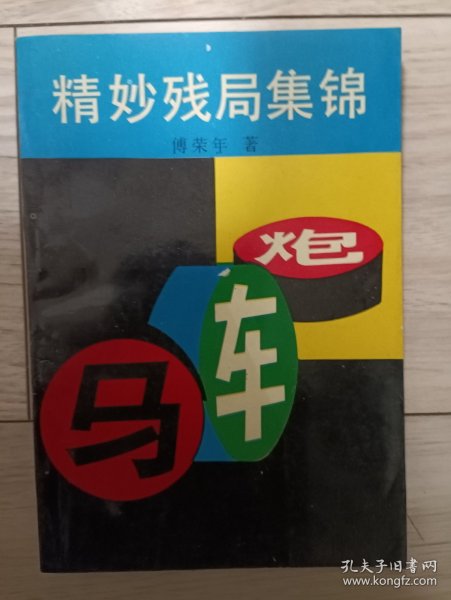 精妙残局集锦
傅荣年 著
炮
车
马
孔夫子旧书网
www.kongfz.com